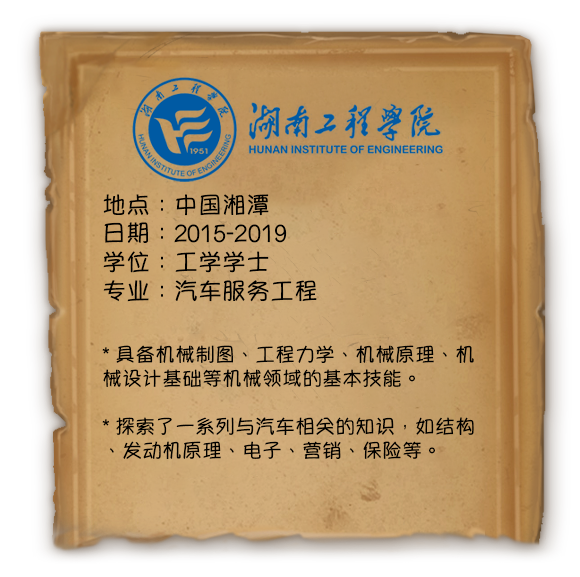 湖南工程学院
HUNAN INSTITUTE OF ENGINEERING
1951
湖南工程學院
HUNAN INSTITUTE OF ENGINEERING
地点：中国湘潭
日期：2015-2019
学位：工学学士
专业：汽车服务工程
* 具备机械制图、工程力学、机械原理、机
械设计基础等机械领域的基本技能。
* 探索了一系列与汽车相关的知识，如结构
、发动机原理、电子、营销、保险等。